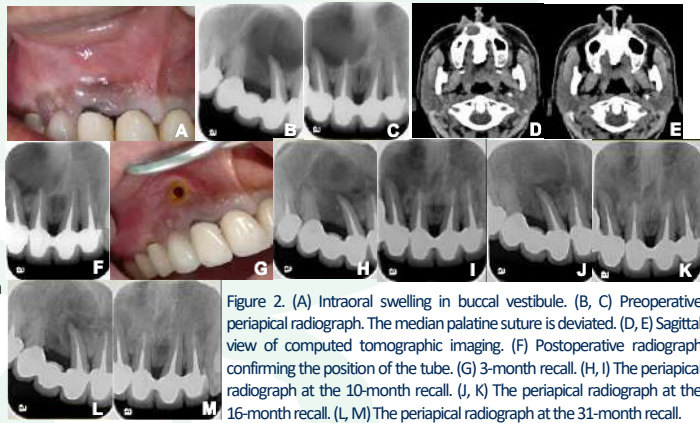 A
B
C
D
E
F
G
H
I
J
K
L
M
Figure 2. (A) Intraoral swelling in buccal vestibule. (B, C) Preoperative
periapical radiograph. The median palatine suture is deviated. (D, E) Sagittal
view of computed tomographic imaging. (F) Postoperative radiograph
confirming the position of the tube. (G) 3-month recall. (H, I) The periapical
radiograph at the 10-month recall. (J, K) The periapical radiograph at the
16-month recall. (L, M) The periapical radiograph at the 31-month recall.